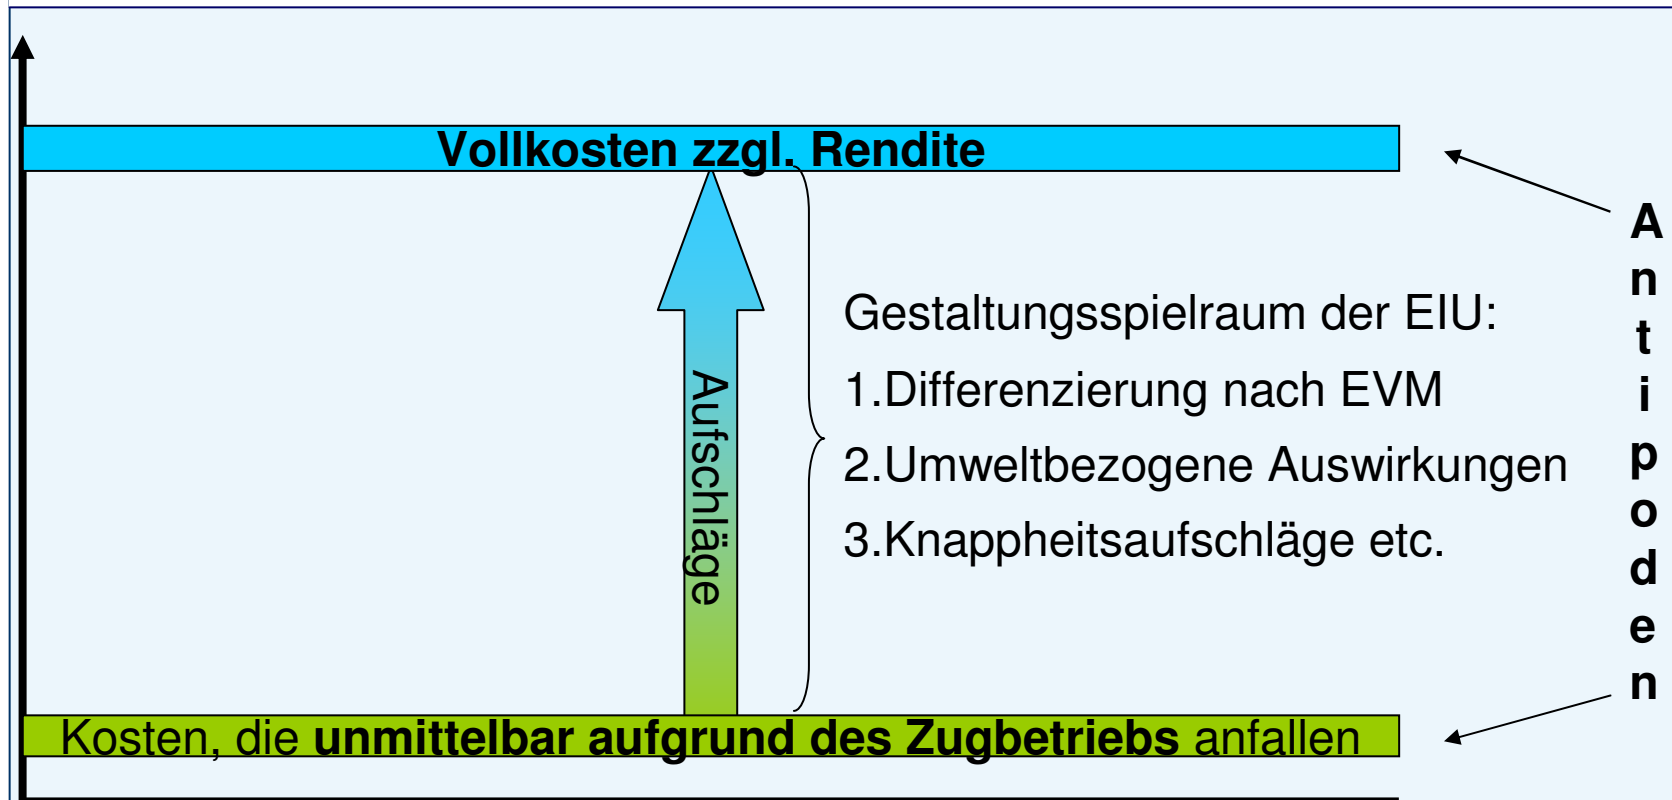 Vollkosten zzgl. Rendite
Aufschläge
Gestaltungsspielraum der EIU:
1.Differenzierung nach EVM
2.Umweltbezogene Auswirkungen
3.Knappheitsaufschläge etc.
Antipoden
Kosten, die unmittelbar aufgrund des Zugbetriebs anfallen